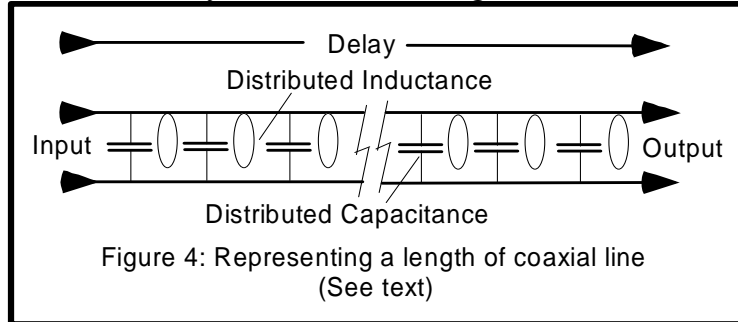 Delay
Distributed Inductance
Input
Output
Distributed Capacitance
Figure 4: Representing a length of coaxial line
(See text)